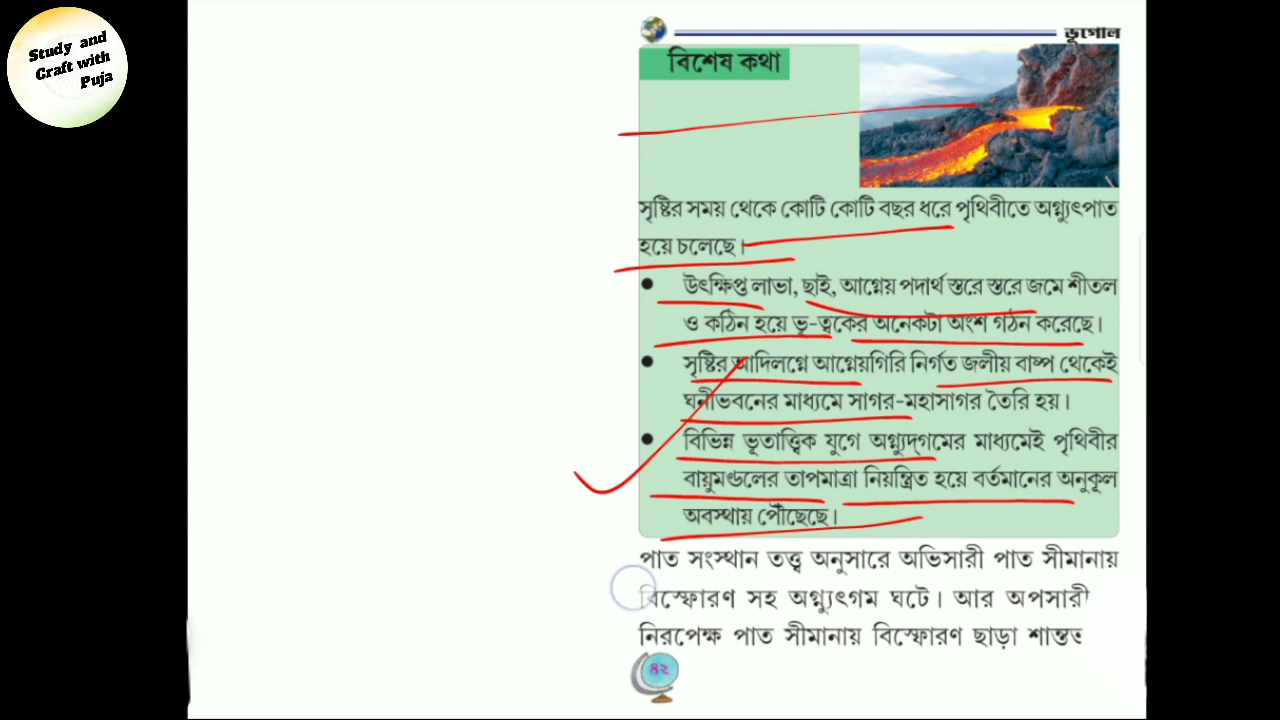 Study and
Craft with
Puja
ভূগোল
বিশেষ কথা
সৃষ্টির সময় থেকে কোটি কোটি বছর ধরে পৃথিবীতে অগ্ন্যুৎপাত
হয়ে চলেছে।
● উৎক্ষিপ্ত লাভা, ছাই, আগ্নেয় পদার্থ স্তরে স্তরে জমে শীতল
ও কঠিন হয়ে ভূ-ত্বকের অনেকটা অংশ গঠন করেছে।
● সৃষ্টির আদিলগ্নে আগ্নেয়গিরি নির্গত জলীয় বাষ্প থেকেই
ঘনীভবনের মাধ্যমে সাগর-মহাসাগর তৈরি হয়।
● বিভিন্ন ভূতাত্ত্বিক যুগে অগ্ন্যুদ্‌গমের মাধ্যমেই পৃথিবীর
বায়ুমণ্ডলের তাপমাত্রা নিয়ন্ত্রিত হয়ে বর্তমানের অনুকূল
অবস্থায় পৌঁছেছে।
পাত সংস্থান তত্ত্ব অনুসারে অভিসারী পাত সীমানায়
বিস্ফোরণ সহ অগ্ন্যুৎগম ঘটে। আর অপসারী
নিরপেক্ষ পাত সীমানায় বিস্ফোরণ ছাড়া
৪২